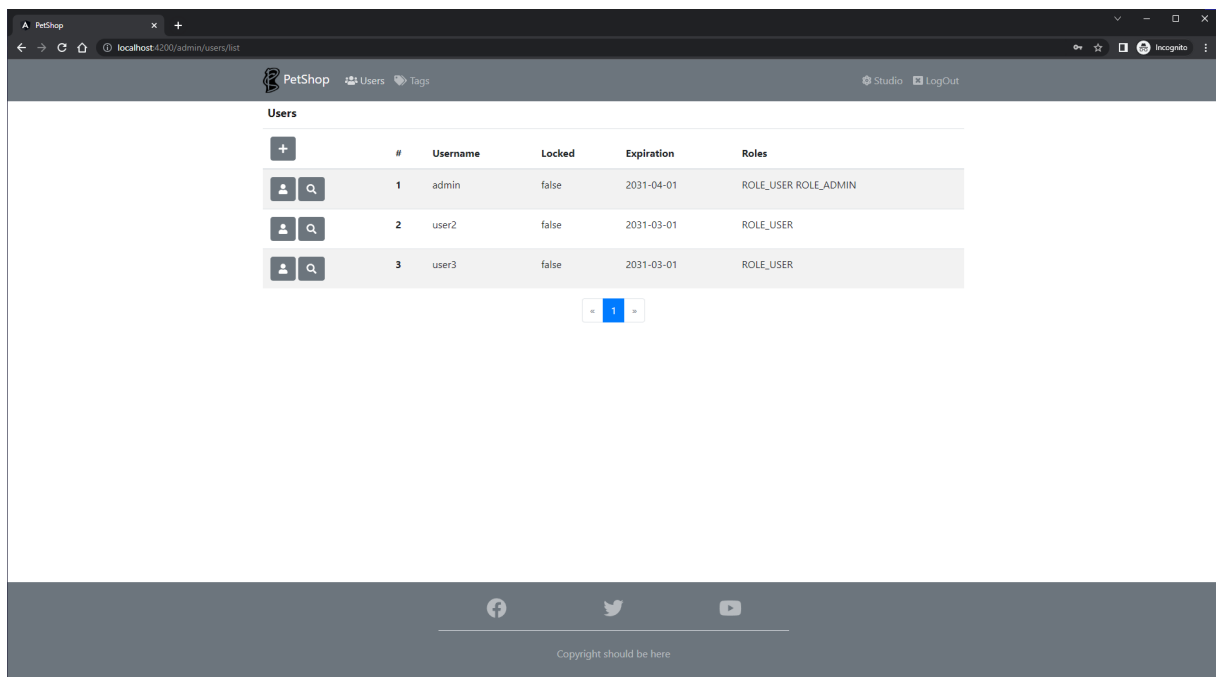 PetShop
localhost:4200/admin/users/list
Incognito
PetShop Users Tags Studio LogOut
Users
# Username Locked Expiration Roles
1 admin false 2031-04-01 ROLE_USER ROLE_ADMIN
2 user2 false 2031-03-01 ROLE_USER
3 user3 false 2031-03-01 ROLE_USER
« 1 »
Copyright should be here